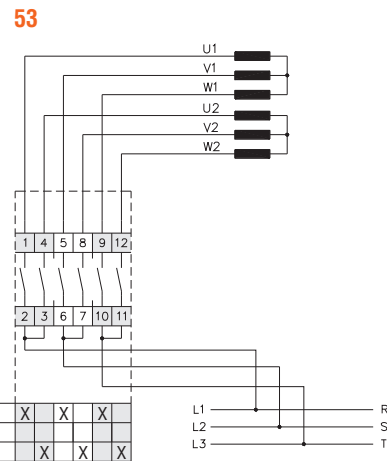 53
U1
V1
W1
U2
V2
W2
1 4 5 8 9 12
2 3 6 7 10 11
X X X
X X X
L1 R
L2 S
L3 T